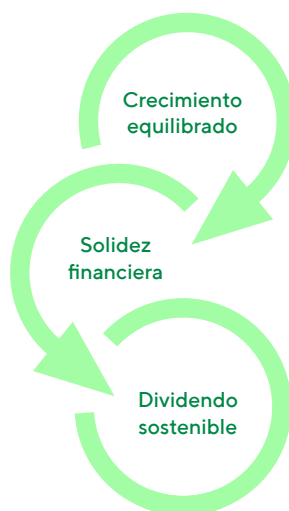 Crecimiento
equilibrado
Solidez
financiera
Dividendo
sostenible